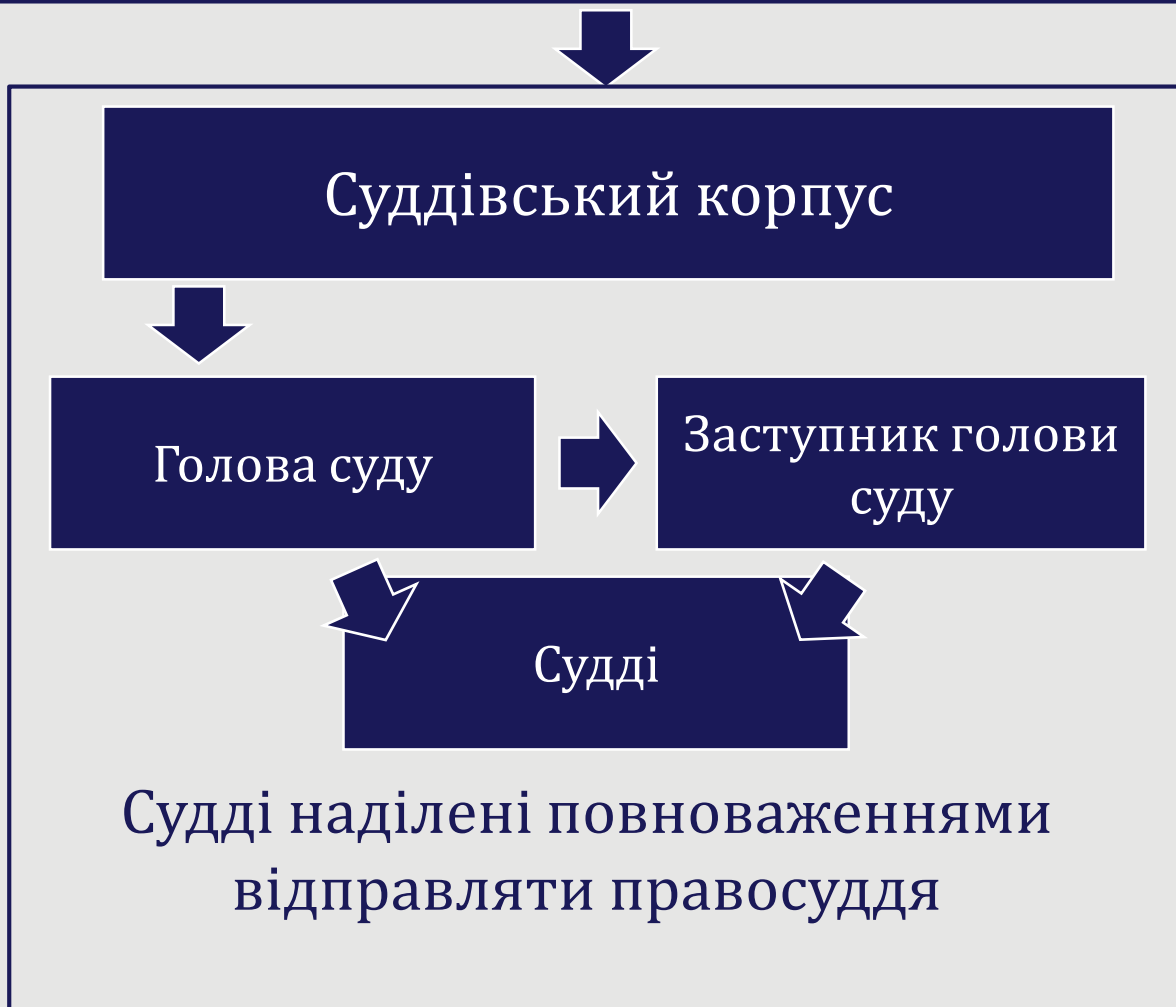 Суддівський корпус
Голова суду
Заступник голови
суду
Судді
Судді наділені повноваженнями
відправляти правосуддя